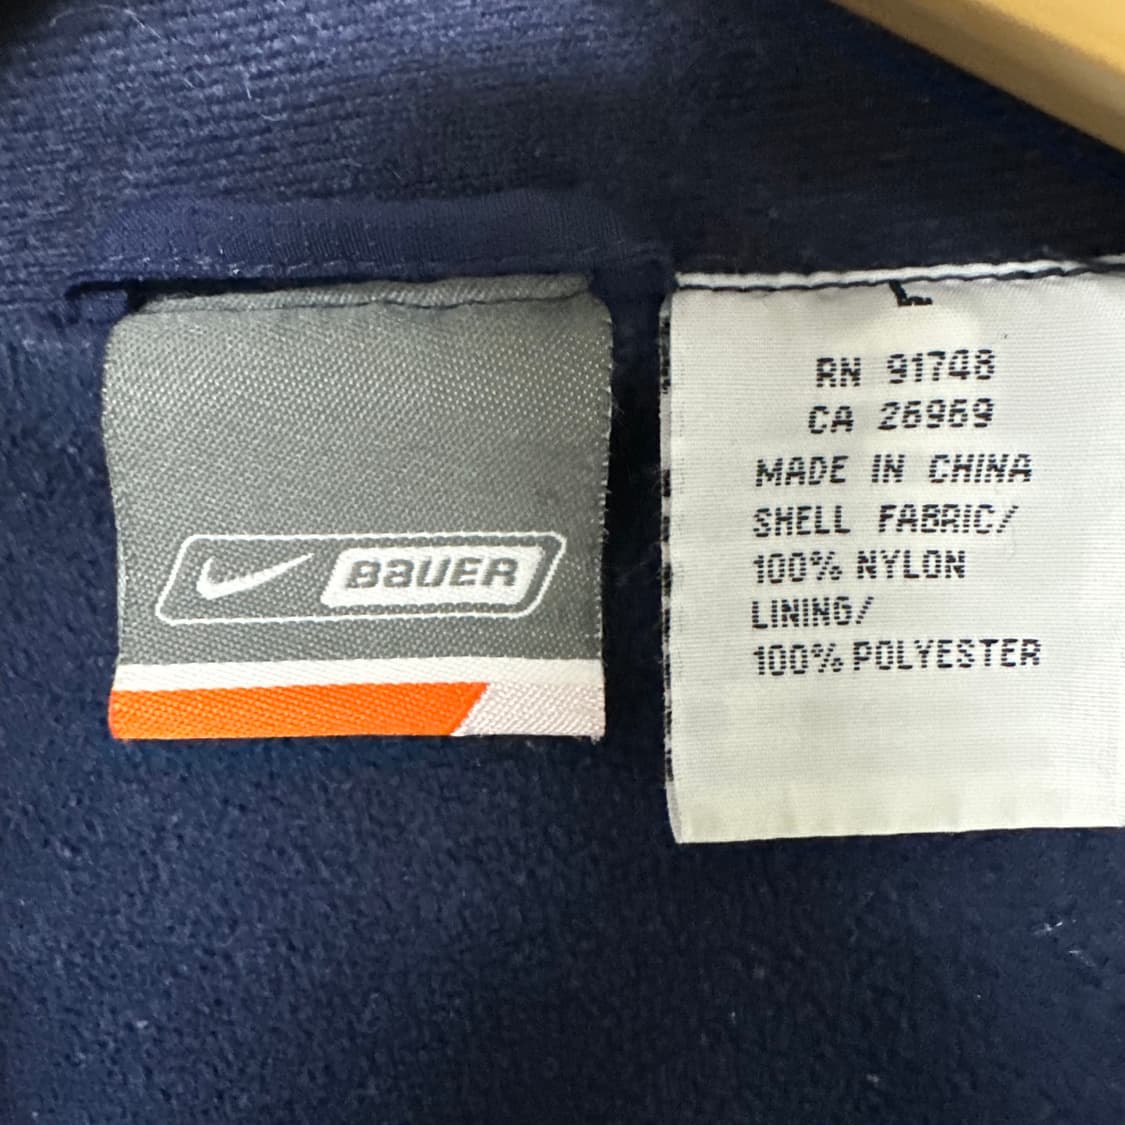 BaUER
L
RN 91748
CA 26969
MADE IN CHINA
SHELL FABRIC/
100% NYLON
LINING/
100% POLYESTER